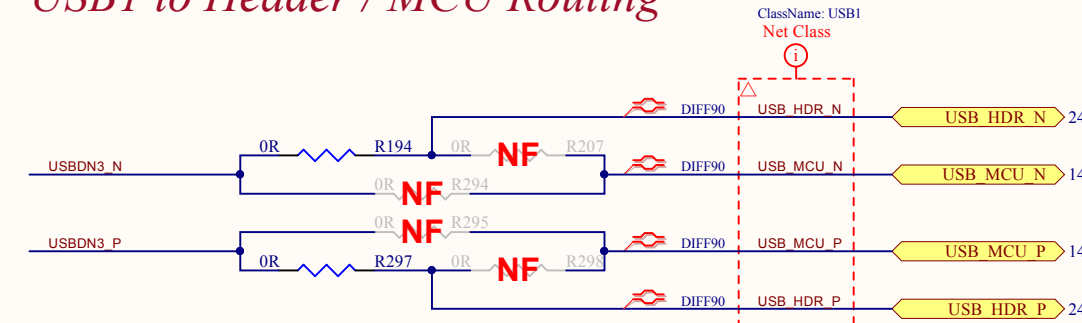 USB1 to Header / MCU Routing
ClassName: USB1
Net Class
i
DIFF90 USB_HDR_N USB_HDR_N 24
0R R194 0R NF R207
USBDN3_N DIFF90 USB_MCU_N USB_MCU_N 14
0R NF R294
0R NF R295
USBDN3_P DIFF90 USB_MCU_P USB_MCU_P 14
0R R297 0R NF R298
DIFF90 USB_HDR_P USB_HDR_P 24